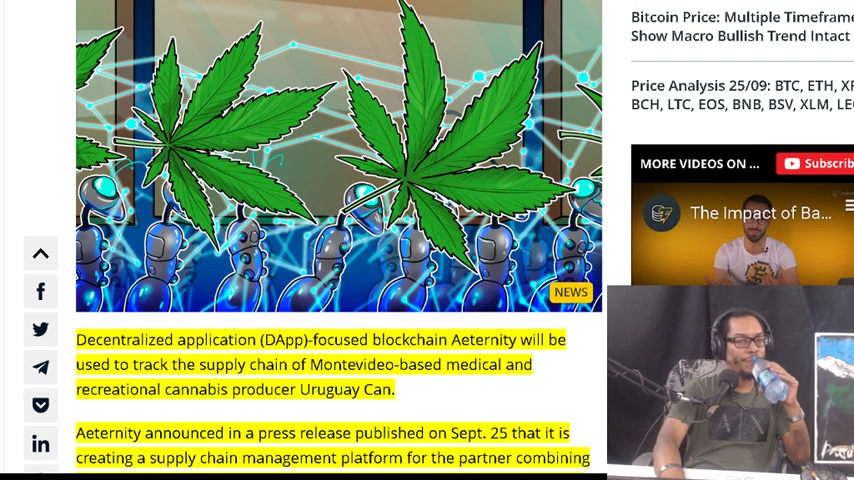 Bitcoin Price: Multiple Timeframe
Show Macro Bullish Trend Intact
Price Analysis 25/09: BTC, ETH, XR
BCH, LTC, EOS, BNB, BSV, XLM, LEO
MORE VIDEOS ON ...
Subscrib
The Impact of Ba...
NEWS
Decentralized application (DApp)-focused blockchain Aeternity will be
used to track the supply chain of Montevideo-based medical and
recreational cannabis producer Uruguay Can.
Aeternity announced in a press release published on Sept. 25 that it is
creating a supply chain management platform for the partner combining